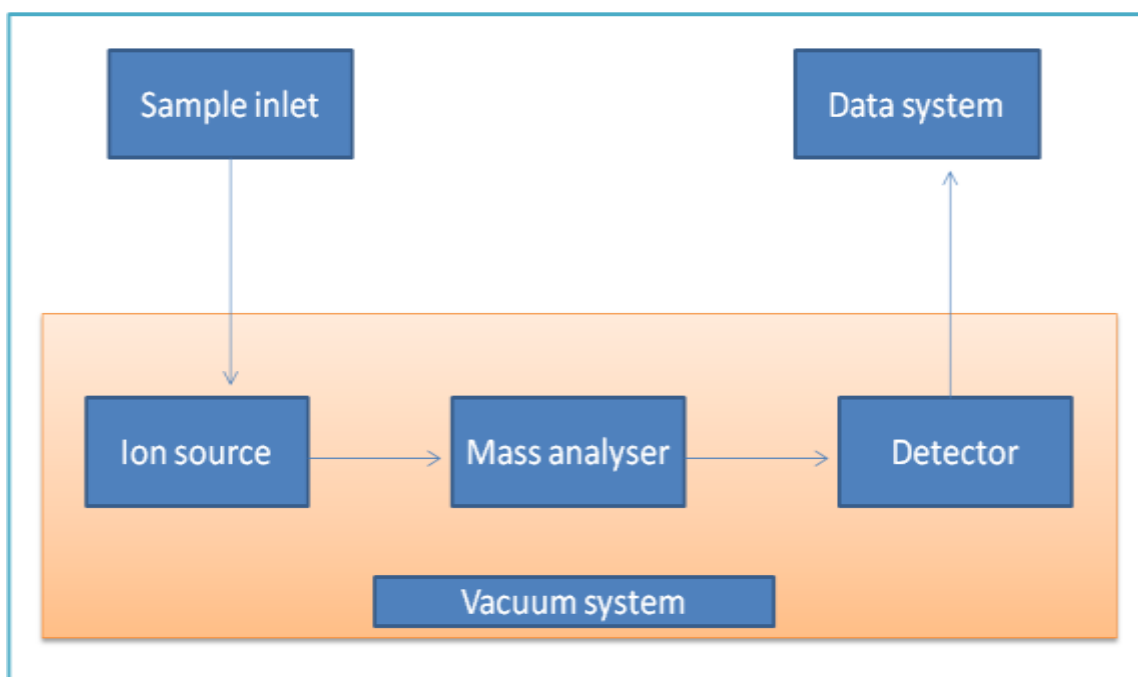 Sample inlet
Data system
Ion source
Mass analyser
Detector
Vacuum system